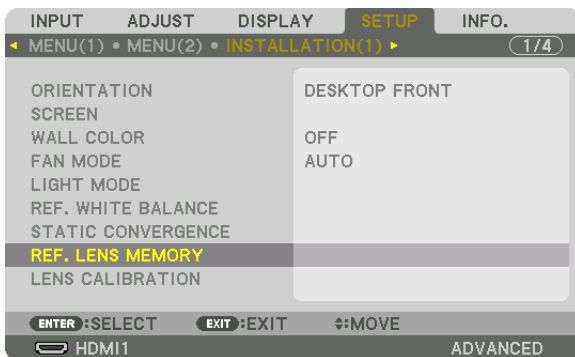 INPUT ADJUST DISPLAY SETUP INFO.
MENU(1) • MENU(2) • INSTALLATION(1) 1/4
ORIENTATION DESKTOP FRONT
SCREEN
WALL COLOR OFF
FAN MODE AUTO
LIGHT MODE
REF. WHITE BALANCE
STATIC CONVERGENCE
REF. LENS MEMORY
LENS CALIBRATION
ENTER :SELECT EXIT :EXIT :MOVE
HDMI1 ADVANCED